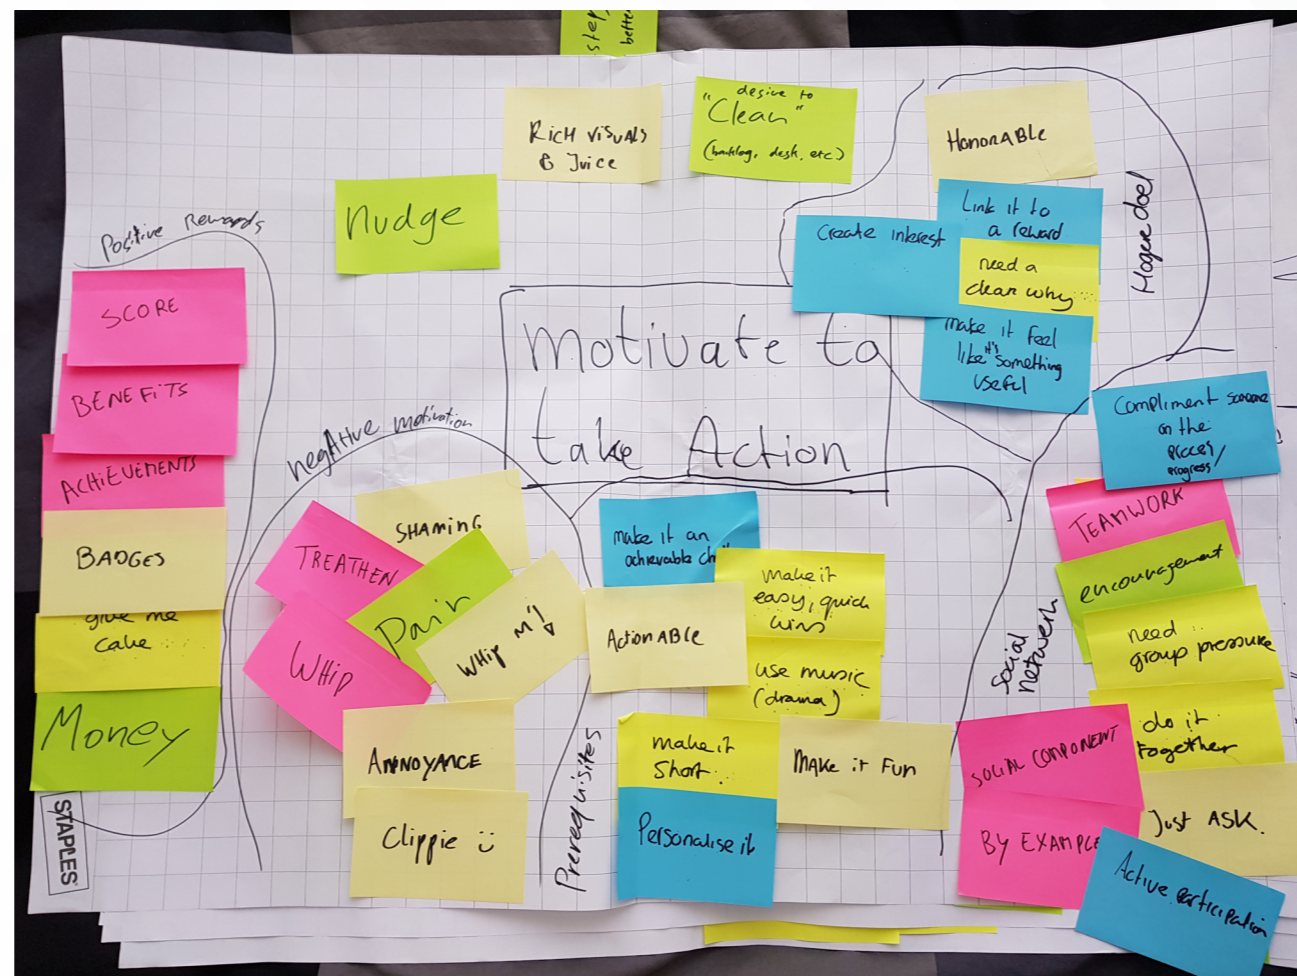 step
better
RicH visuals
& Juice
desire to
"Clean"
(backlog, desk, etc)
HonorABle
nudge
Link it to
a reward
Create interest
need a
clear why
make it feel
like it's something
useful
Hogere doel
Positive Rewards
SCORE
BENEFiTS
ACHiEVEMENTS
BADGES
give me
cake
Money
STAPLES
motivate to
take Action
negAtive motivation
SHAMinG
TREATHEN
Pain
WHip M'!
WHIP
ANNOYANCE
Clippie
Prerequisites
make it an
achievable
make it
easy, quick
wins
ActionABle
use music
(drama)
make it
short
MAKE it Fun
Personalise it
Social
network
Compliment someone
on the
progress/
TEAMWORK
encouragement
need
group pressure
do it
together
SOCIAL COMPONENT
Just ASK.
BY EXAMPLE
Active participation